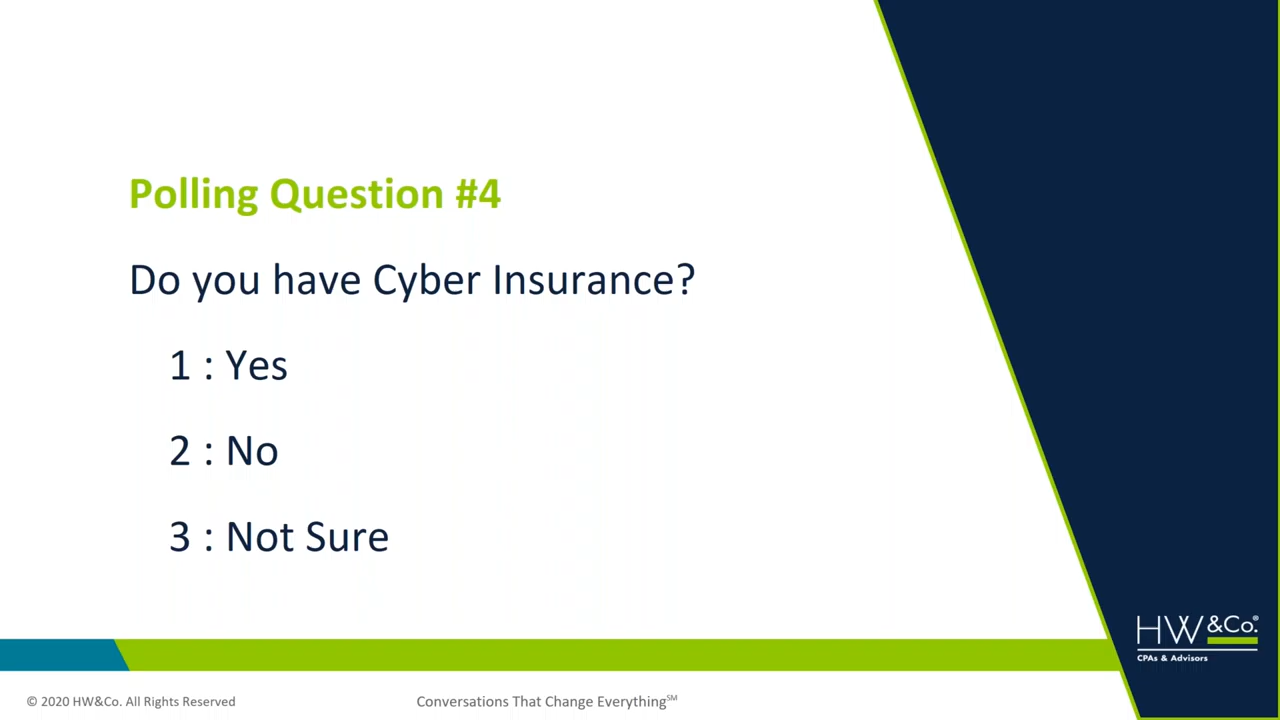 Polling Question #4
Do you have Cyber Insurance?
1 : Yes
2 : No
3 : Not Sure
HW&Co.®
CPAs & Advisors
© 2020 HW&Co. All Rights Reserved
Conversations That Change Everything℠